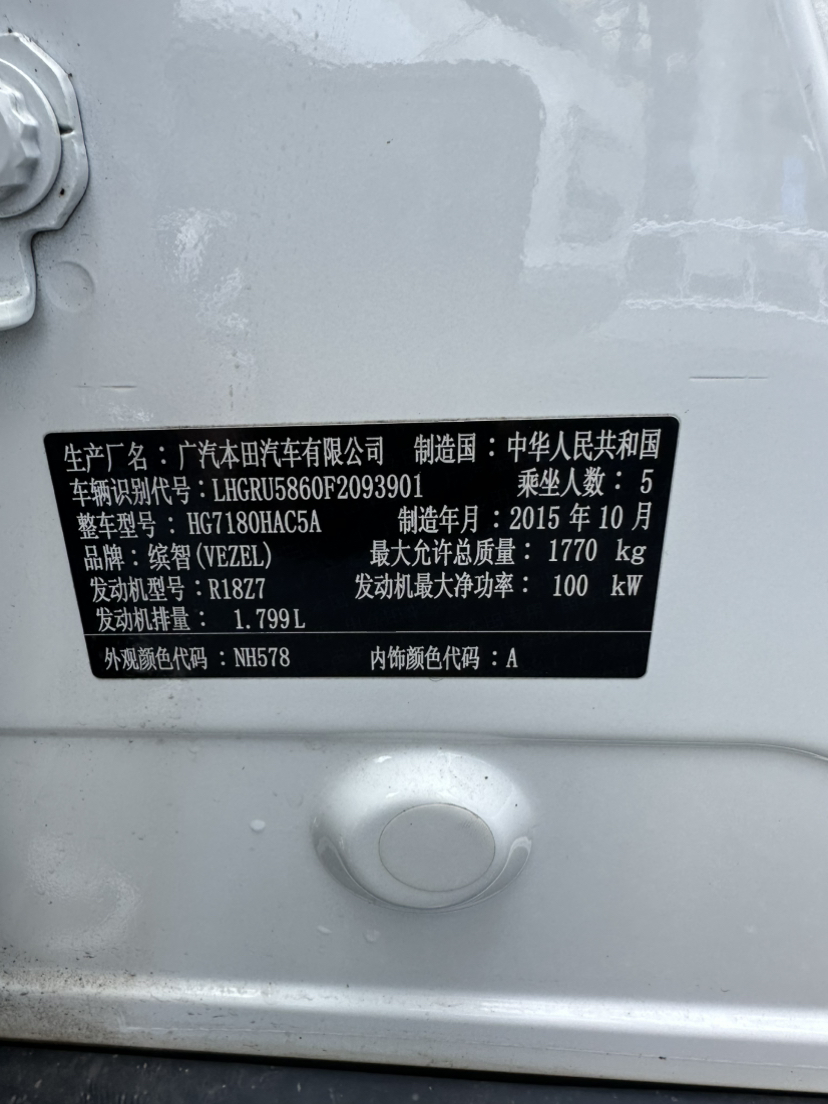 生产厂名：广汽本田汽车有限公司 制造国：中华人民共和国
车辆识别代号：LHGRU5860F2093901 乘坐人数：5
整车型号：HG7180HAC5A 制造年月：2015 年 10 月
品牌：缤智(VEZEL) 最大允许总质量：1770 kg
发动机型号：R18Z7 发动机最大净功率：100 kW
发动机排量：1.799L
外观颜色代码：NH578 内饰颜色代码：A